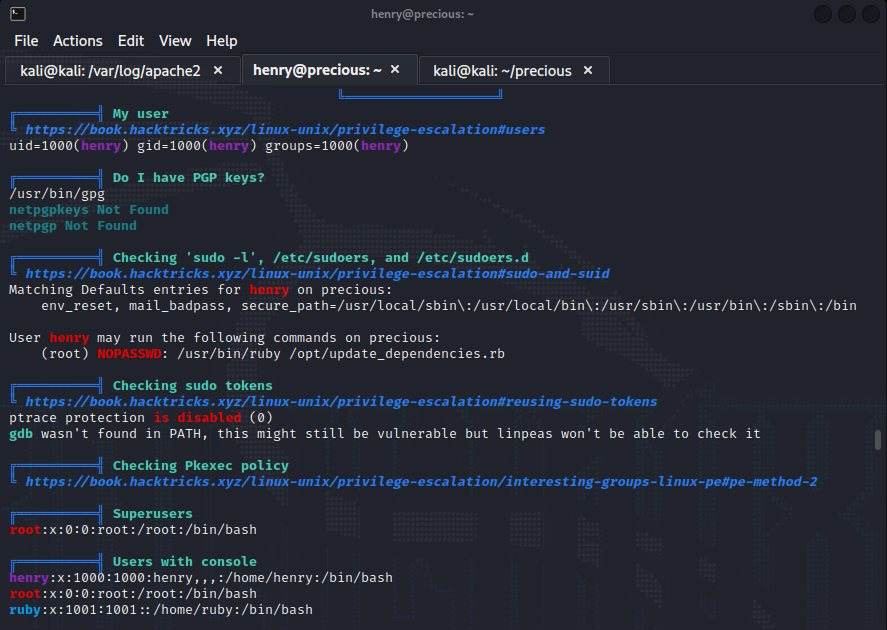 henry@precious: ~
File Actions Edit View Help
kali@kali: /var/log/apache2 × henry@precious: ~ × kali@kali: ~/precious ×
╚════════════════════╝
╔══════════╣ My user
╚ https://book.hacktricks.xyz/linux-unix/privilege-escalation#users
uid=1000(henry) gid=1000(henry) groups=1000(henry)
╔══════════╣ Do I have PGP keys?
/usr/bin/gpg
netpgpkeys Not Found
netpgp Not Found
╔══════════╣ Checking 'sudo -l', /etc/sudoers, and /etc/sudoers.d
╚ https://book.hacktricks.xyz/linux-unix/privilege-escalation#sudo-and-suid
Matching Defaults entries for henry on precious:
env_reset, mail_badpass, secure_path=/usr/local/sbin\:/usr/local/bin\:/usr/sbin\:/usr/bin\:/sbin\:/bin
User henry may run the following commands on precious:
(root) NOPASSWD: /usr/bin/ruby /opt/update_dependencies.rb
╔══════════╣ Checking sudo tokens
╚ https://book.hacktricks.xyz/linux-unix/privilege-escalation#reusing-sudo-tokens
ptrace protection is disabled (0)
gdb wasn't found in PATH, this might still be vulnerable but linpeas won't be able to check it
╔══════════╣ Checking Pkexec policy
╚ https://book.hacktricks.xyz/linux-unix/privilege-escalation/interesting-groups-linux-pe#pe-method-2
╔══════════╣ Superusers
root:x:0:0:root:/root:/bin/bash
╔══════════╣ Users with console
henry:x:1000:1000:henry,,,:/home/henry:/bin/bash
root:x:0:0:root:/root:/bin/bash
ruby:x:1001:1001::/home/ruby:/bin/bash